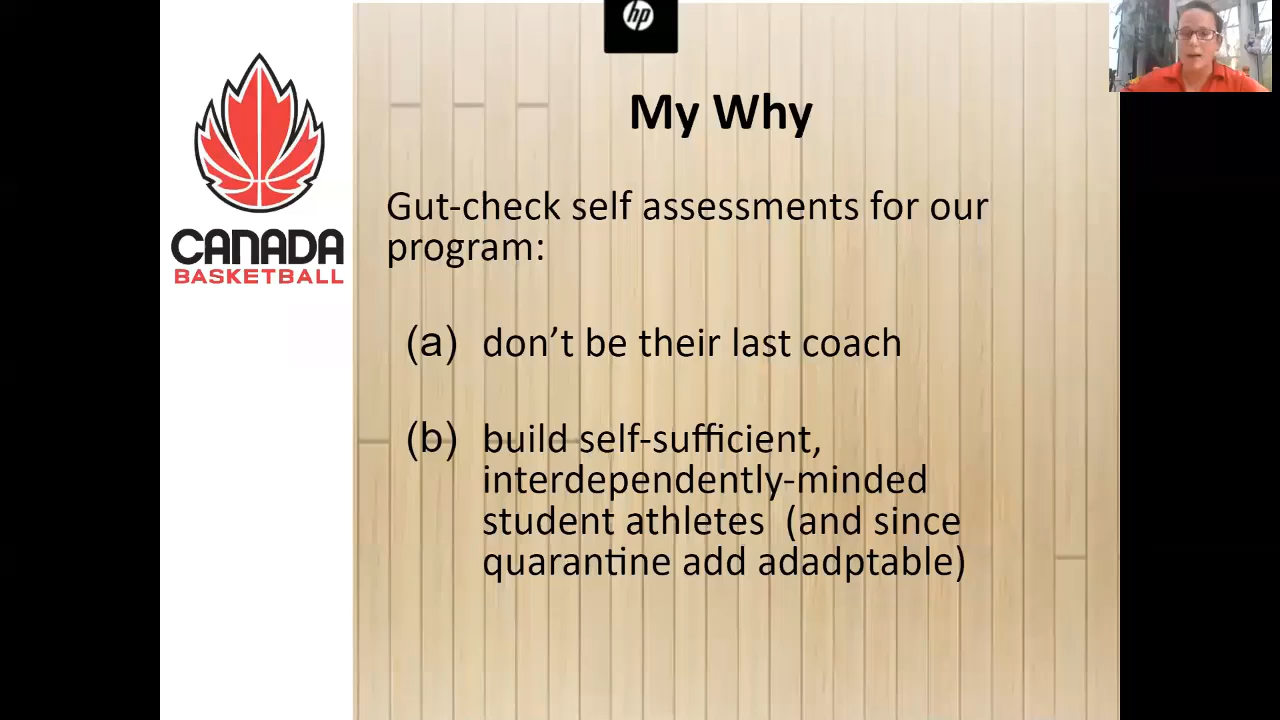 hp
My Why
CANADA
BASKETBALL
Gut-check self assessments for our
program:
(a) don’t be their last coach
(b) build self-sufficient,
interdependently-minded
student athletes (and since
quarantine add adadptable)